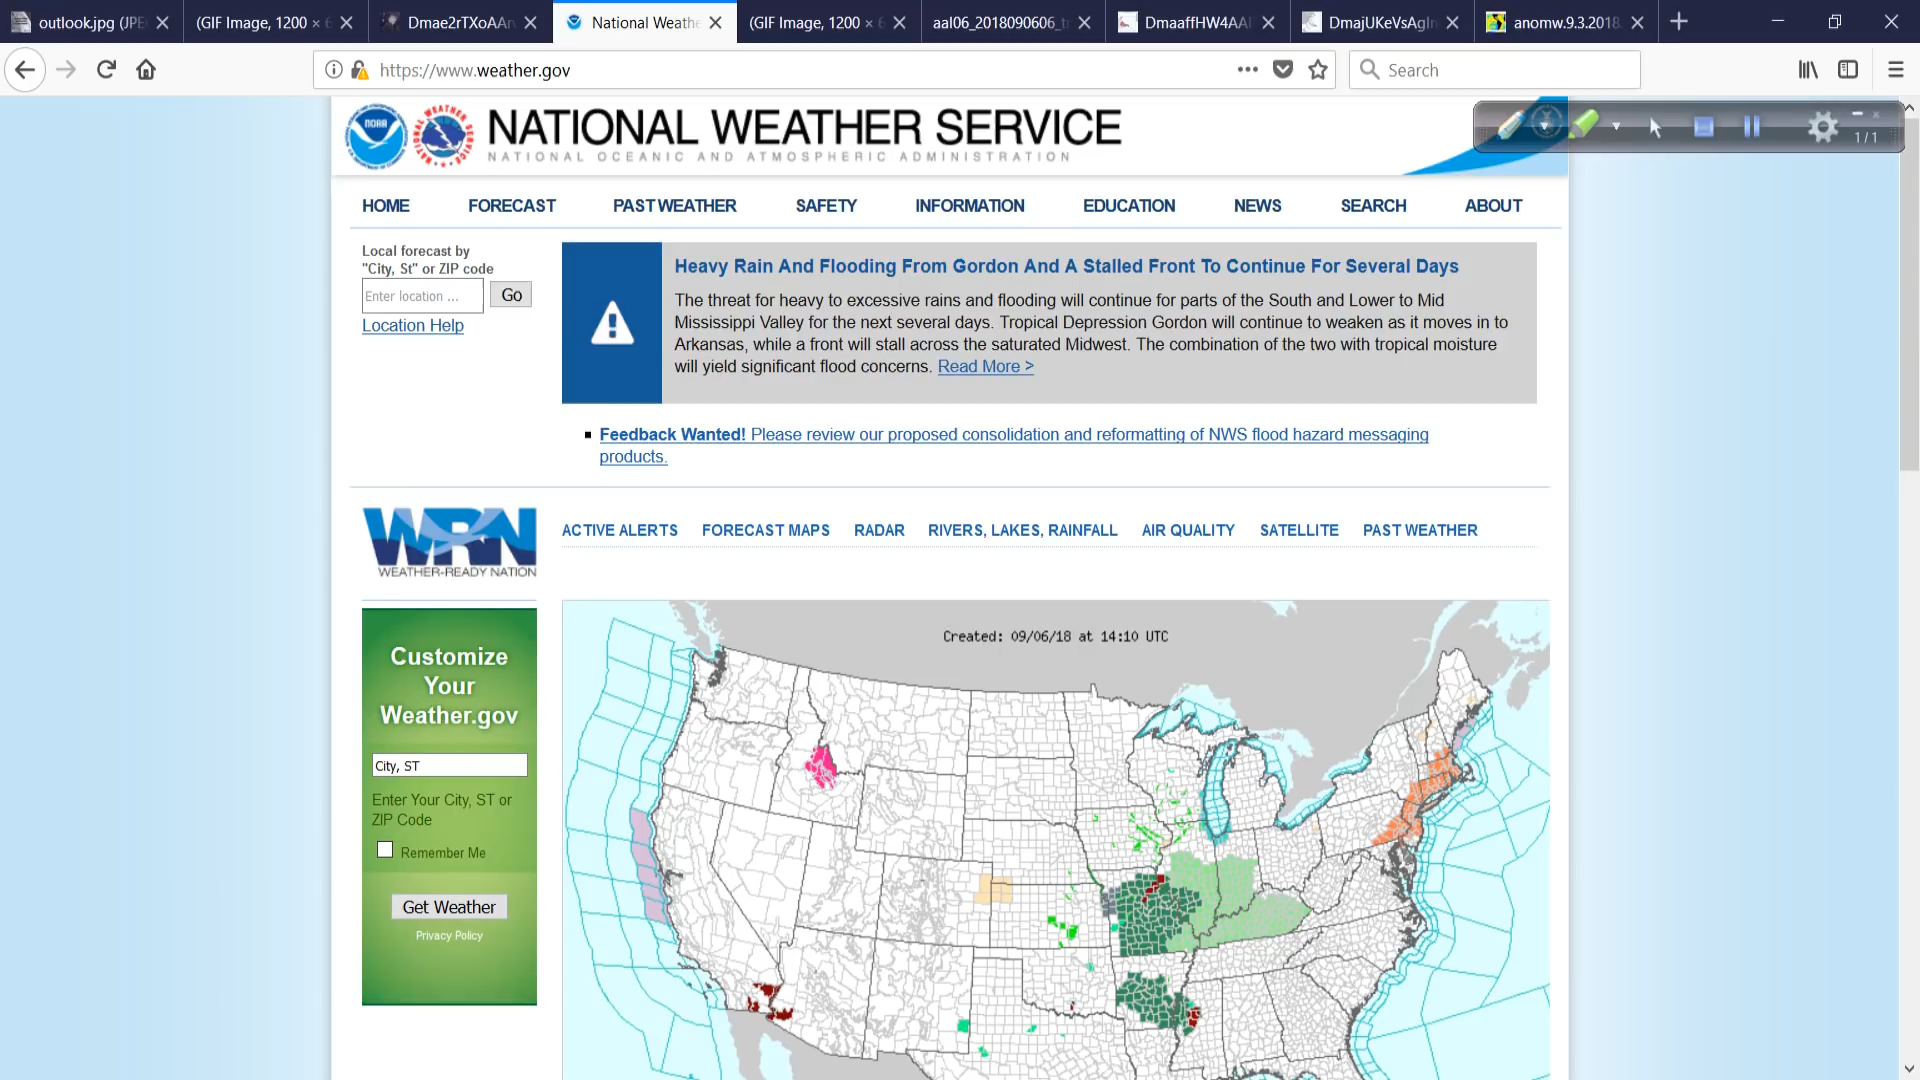 outlook.jpg (JPE
(GIF Image, 1200 ×
Dmae2rTXoAAr
National Weathe
(GIF Image, 1200 ×
aal06_2018090606_t
DmaaffHW4AAI
DmajUKeVsAgIn
anomw.9.3.2018
https://www.weather.gov
Search
NOAA
NATIONAL WEATHER SERVICE
NATIONAL OCEANIC AND ATMOSPHERIC ADMINISTRATION
1/1
HOME FORECAST PAST WEATHER SAFETY INFORMATION EDUCATION NEWS SEARCH ABOUT
Local forecast by
"City, St" or ZIP code
Enter location ...
Go
Location Help
Heavy Rain And Flooding From Gordon And A Stalled Front To Continue For Several Days
The threat for heavy to excessive rains and flooding will continue for parts of the South and Lower to Mid
Mississippi Valley for the next several days. Tropical Depression Gordon will continue to weaken as it moves in to
Arkansas, while a front will stall across the saturated Midwest. The combination of the two with tropical moisture
will yield significant flood concerns. Read More >
Feedback Wanted! Please review our proposed consolidation and reformatting of NWS flood hazard messaging
products.
WRN
WEATHER-READY NATION
ACTIVE ALERTS FORECAST MAPS RADAR RIVERS, LAKES, RAINFALL AIR QUALITY SATELLITE PAST WEATHER
Customize
Your
Weather.gov
City, ST
Enter Your City, ST or
ZIP Code
Remember Me
Get Weather
Privacy Policy
Created: 09/06/18 at 14:10 UTC